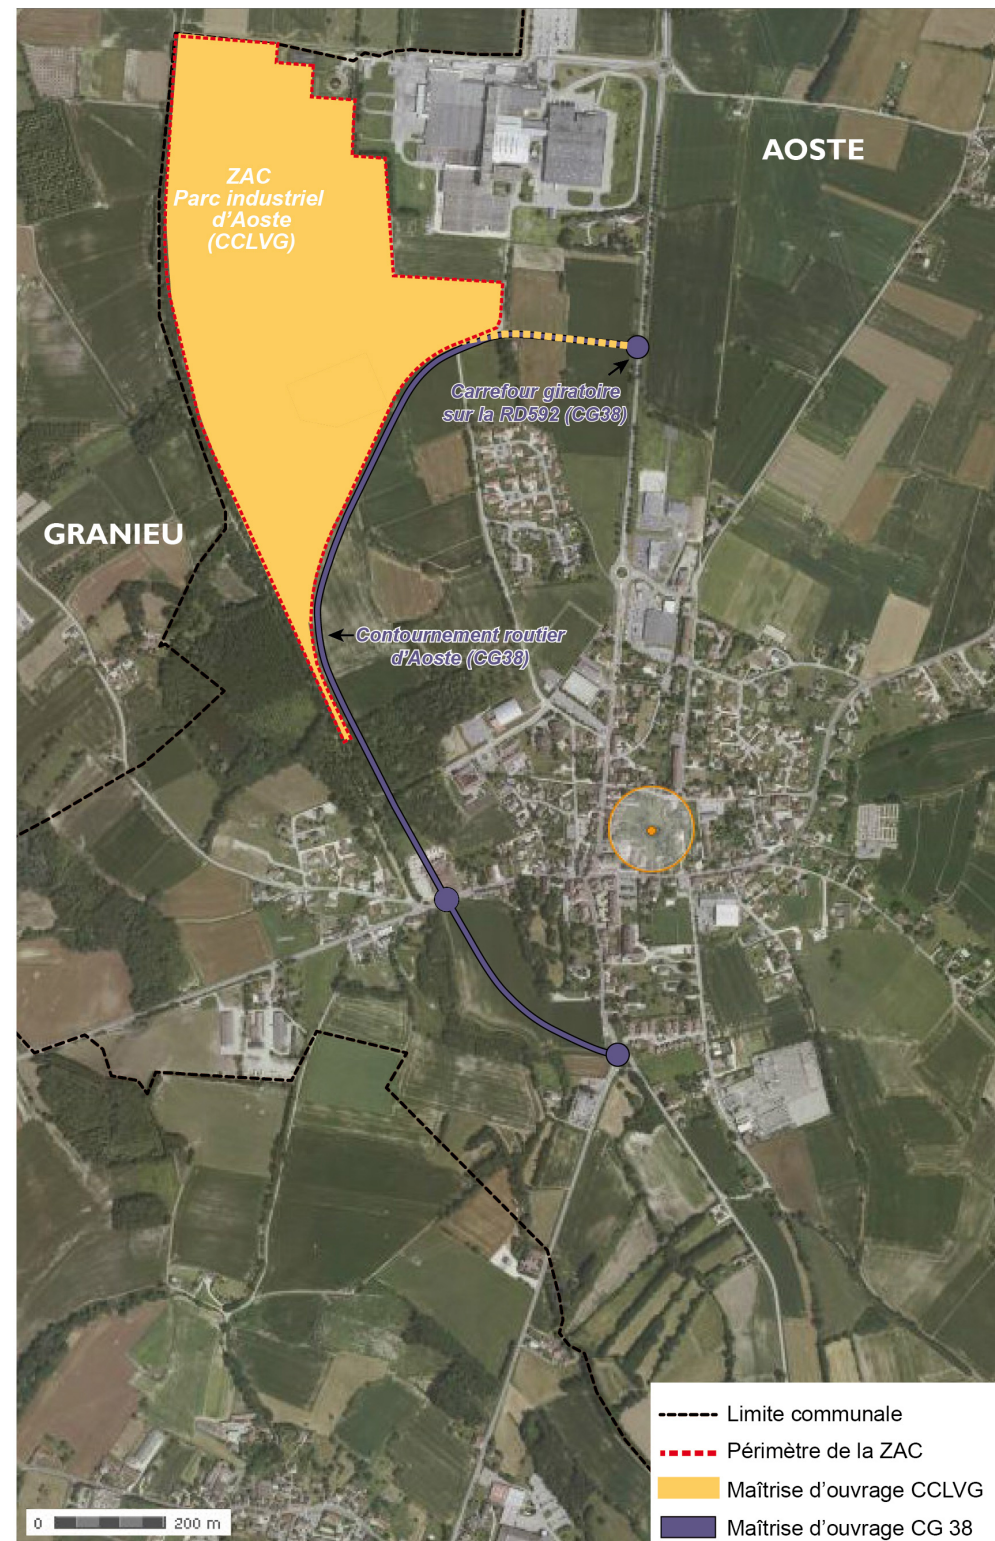 AOSTE
ZAC
Parc industriel
d'Aoste
(CCLVG)
Carrefour giratoire
sur la RD592 (CG38)
GRANIEU
Contournement routier
d'Aoste (CG38)
Limite communale
Périmètre de la ZAC
Maîtrise d'ouvrage CCLVG
Maîtrise d'ouvrage CG 38
0 200 m